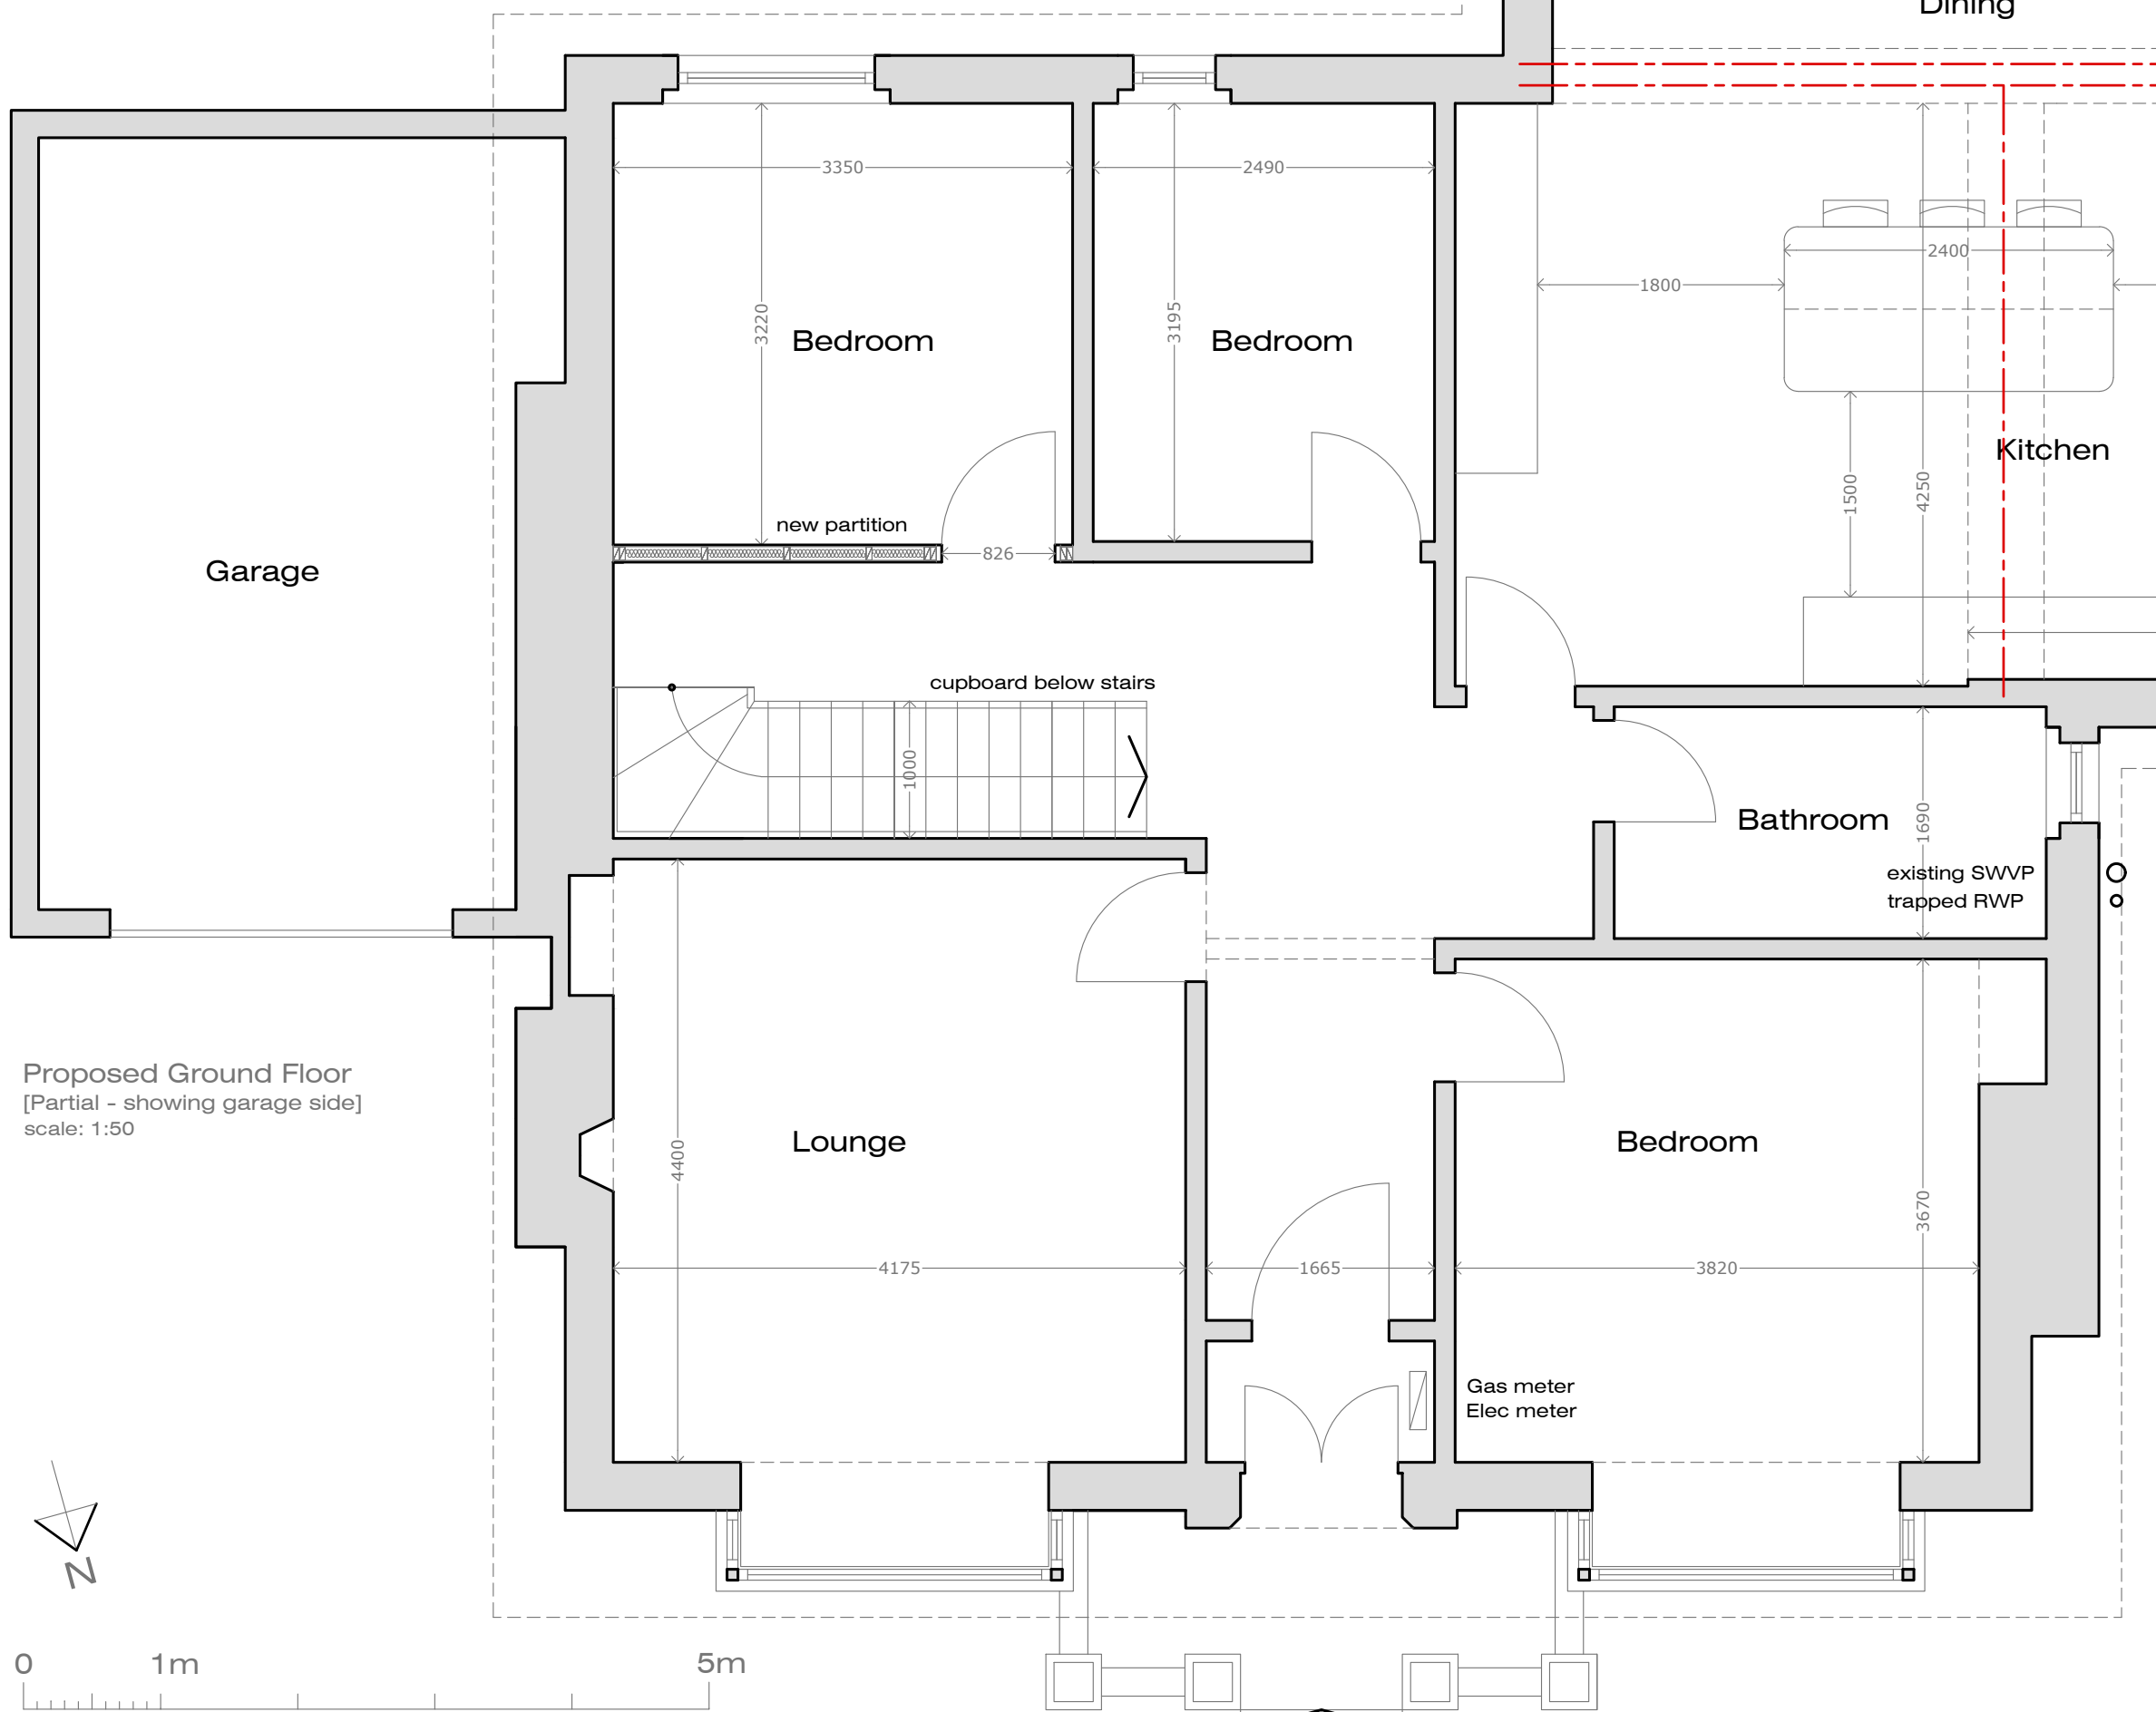 Dining
3350
2490
2400
1800
3220
3195
Bedroom
Bedroom
Kitchen
1500
4250
new partition
826
Garage
cupboard below stairs
1000
Bathroom
1690
existing SWVP
trapped RWP
Proposed Ground Floor
[Partial - showing garage side]
scale: 1:50
Lounge
4400
Bedroom
3670
4175
1665
3820
Gas meter
Elec meter
N
0 1m 5m